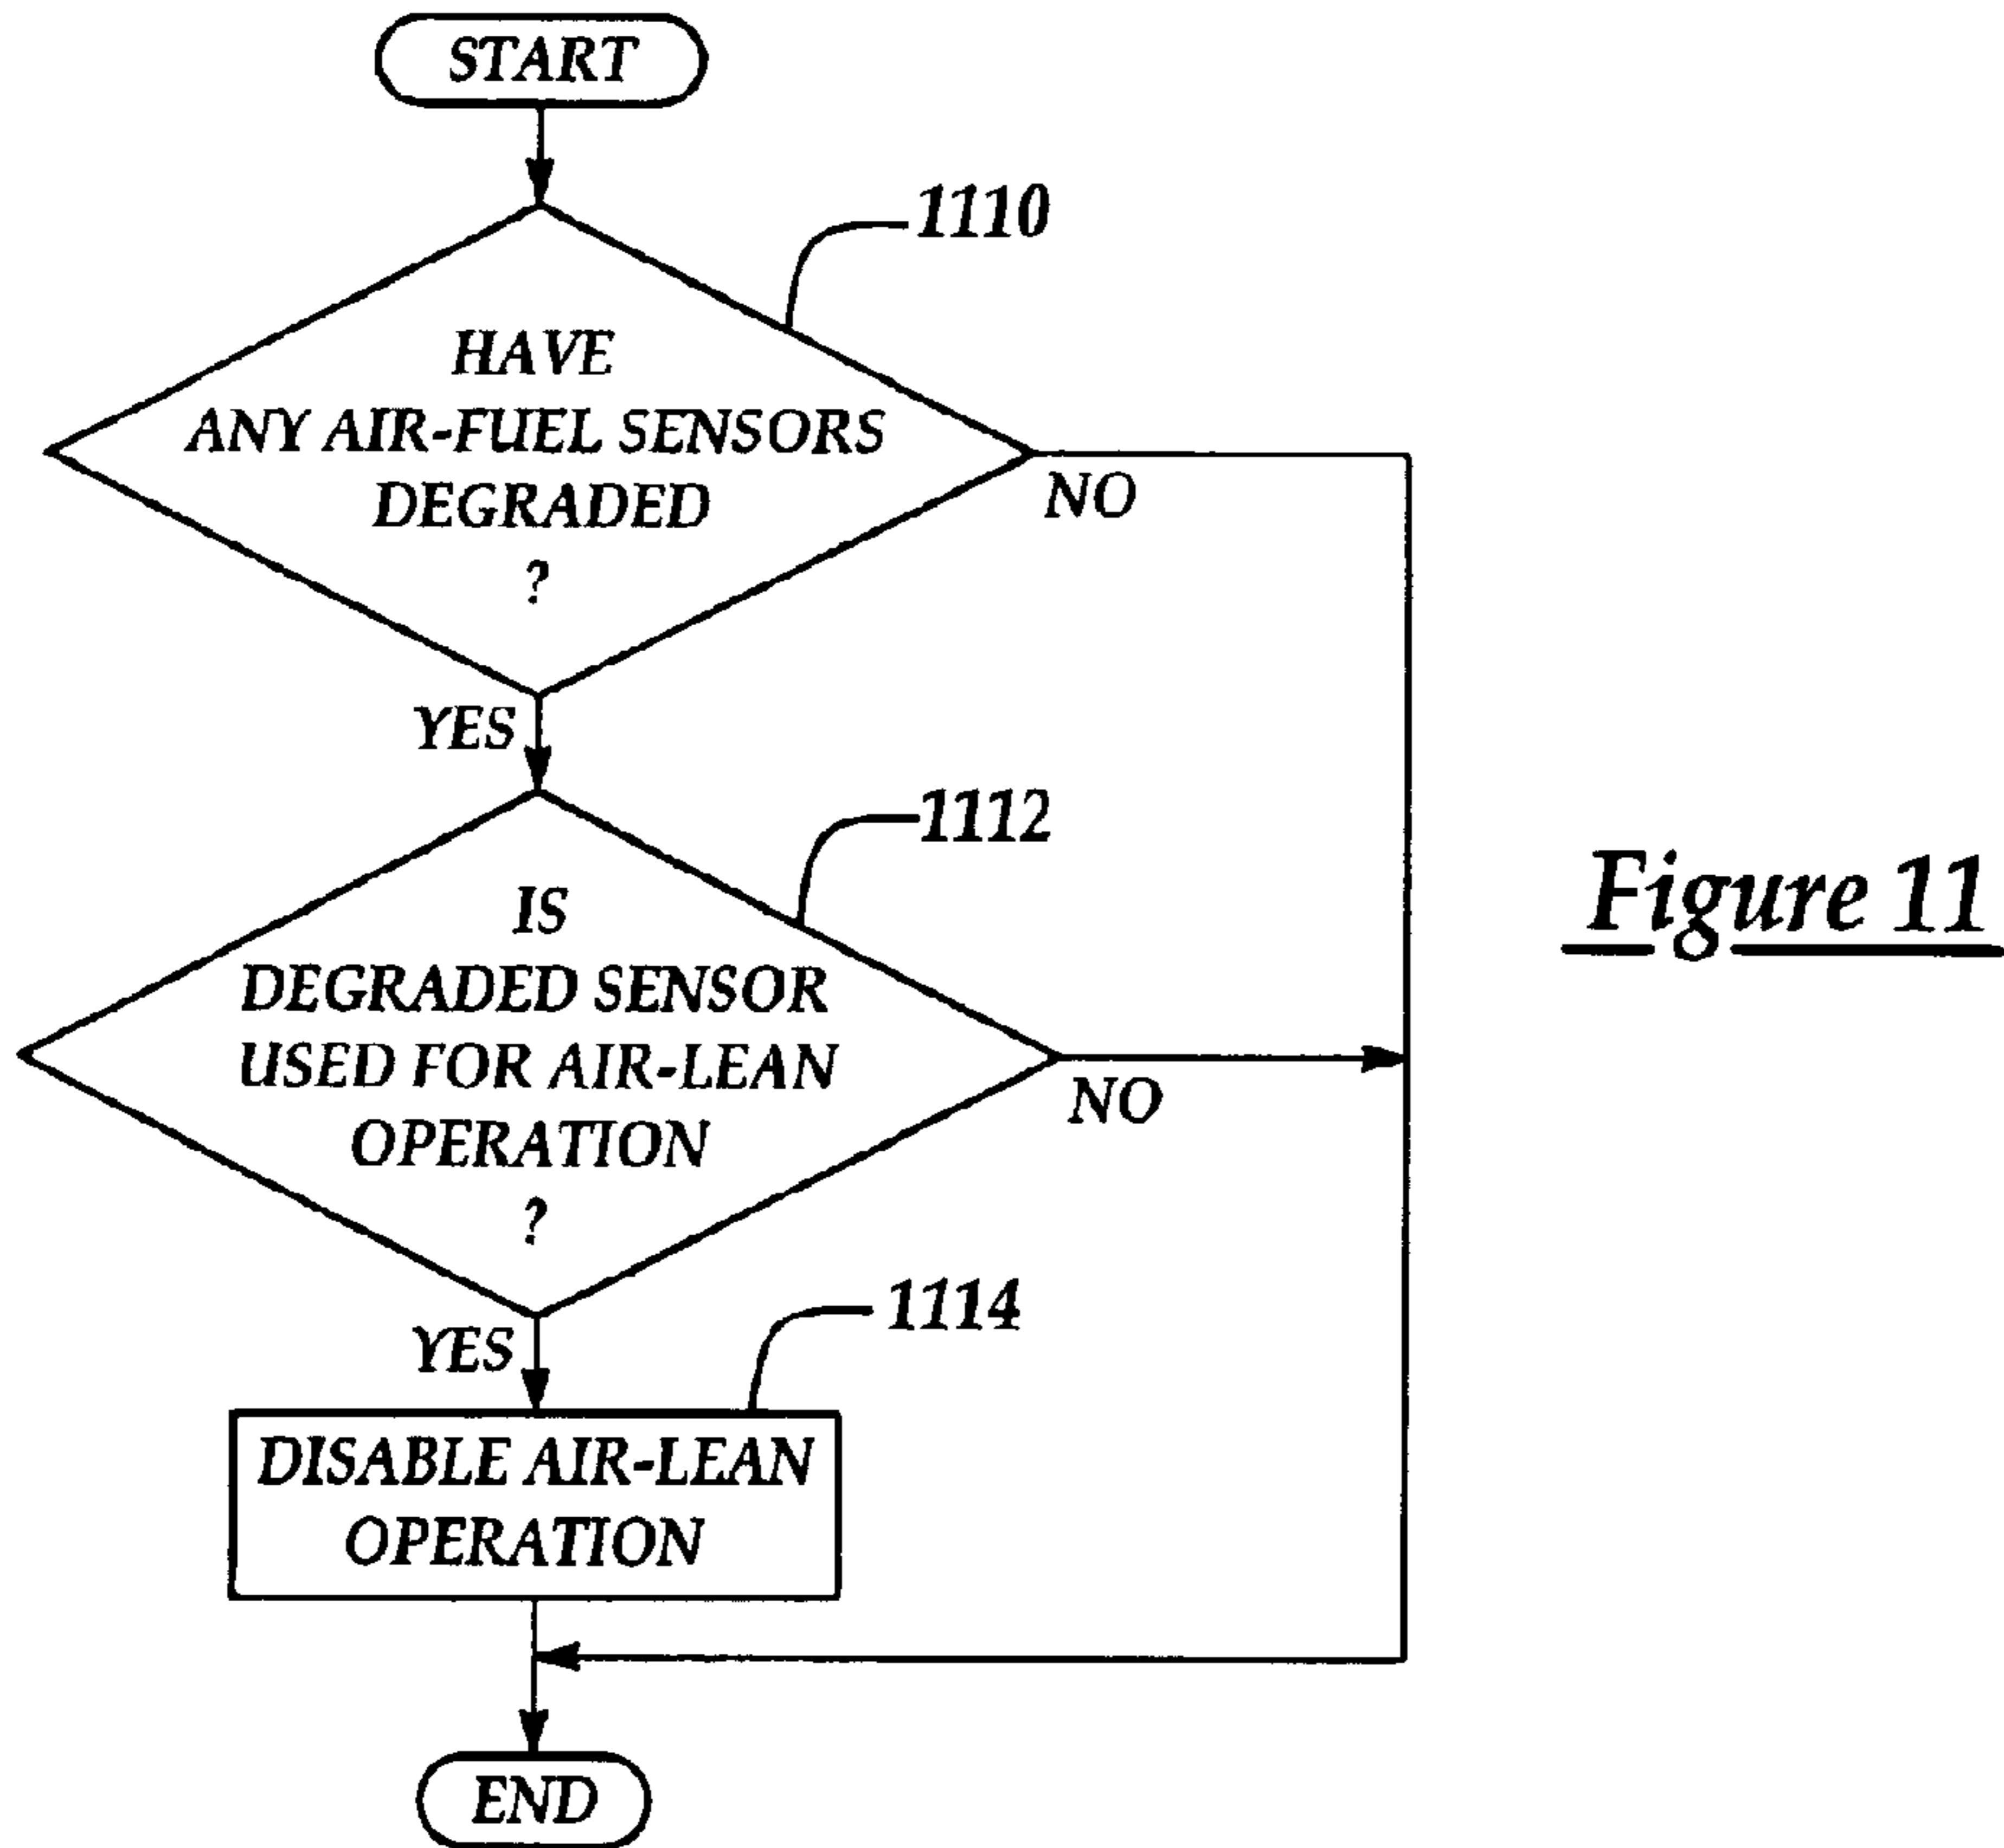 START
1110
HAVE
ANY AIR-FUEL SENSORS
DEGRADED
?
NO
YES
1112
IS
DEGRADED SENSOR
USED FOR AIR-LEAN
OPERATION
?
NO
YES
1114
DISABLE AIR-LEAN
OPERATION
END
Figure 11